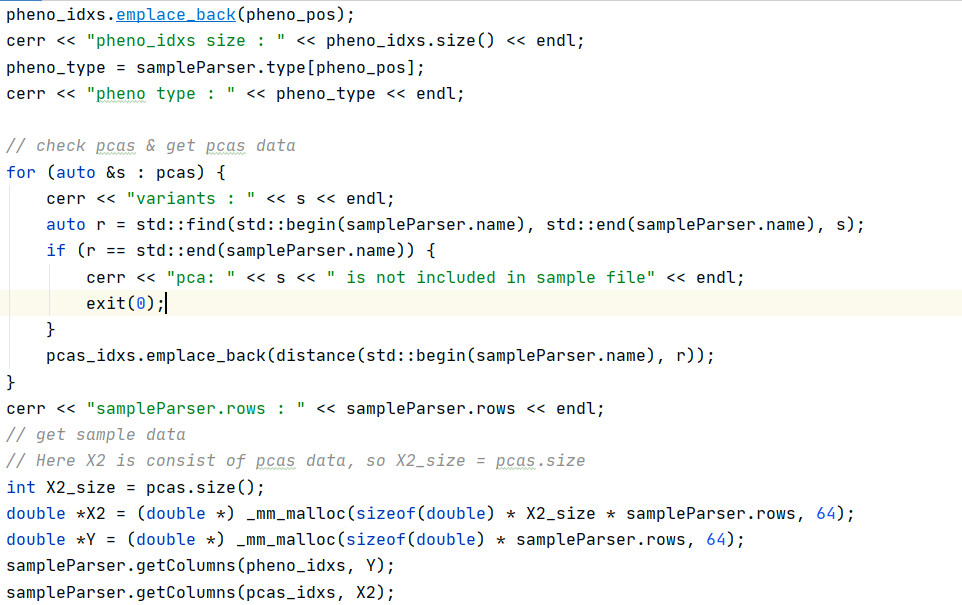 pheno_idxs.emplace_back(pheno_pos);
cerr << "pheno_idxs size : " << pheno_idxs.size() << endl;
pheno_type = sampleParser.type[pheno_pos];
cerr << "pheno type : " << pheno_type << endl;

// check pcas & get pcas data
for (auto &s : pcas) {
    cerr << "variants : " << s << endl;
    auto r = std::find(std::begin(sampleParser.name), std::end(sampleParser.name), s);
    if (r == std::end(sampleParser.name)) {
        cerr << "pca: " << s << " is not included in sample file" << endl;
        exit(0);
    }
    pcas_idxs.emplace_back(distance(std::begin(sampleParser.name), r));
}
cerr << "sampleParser.rows : " << sampleParser.rows << endl;
// get sample data
// Here X2 is consist of pcas data, so X2_size = pcas.size
int X2_size = pcas.size();
double *X2 = (double *) _mm_malloc(sizeof(double) * X2_size * sampleParser.rows, 64);
double *Y = (double *) _mm_malloc(sizeof(double) * sampleParser.rows, 64);
sampleParser.getColumns(pheno_idxs, Y);
sampleParser.getColumns(pcas_idxs, X2);